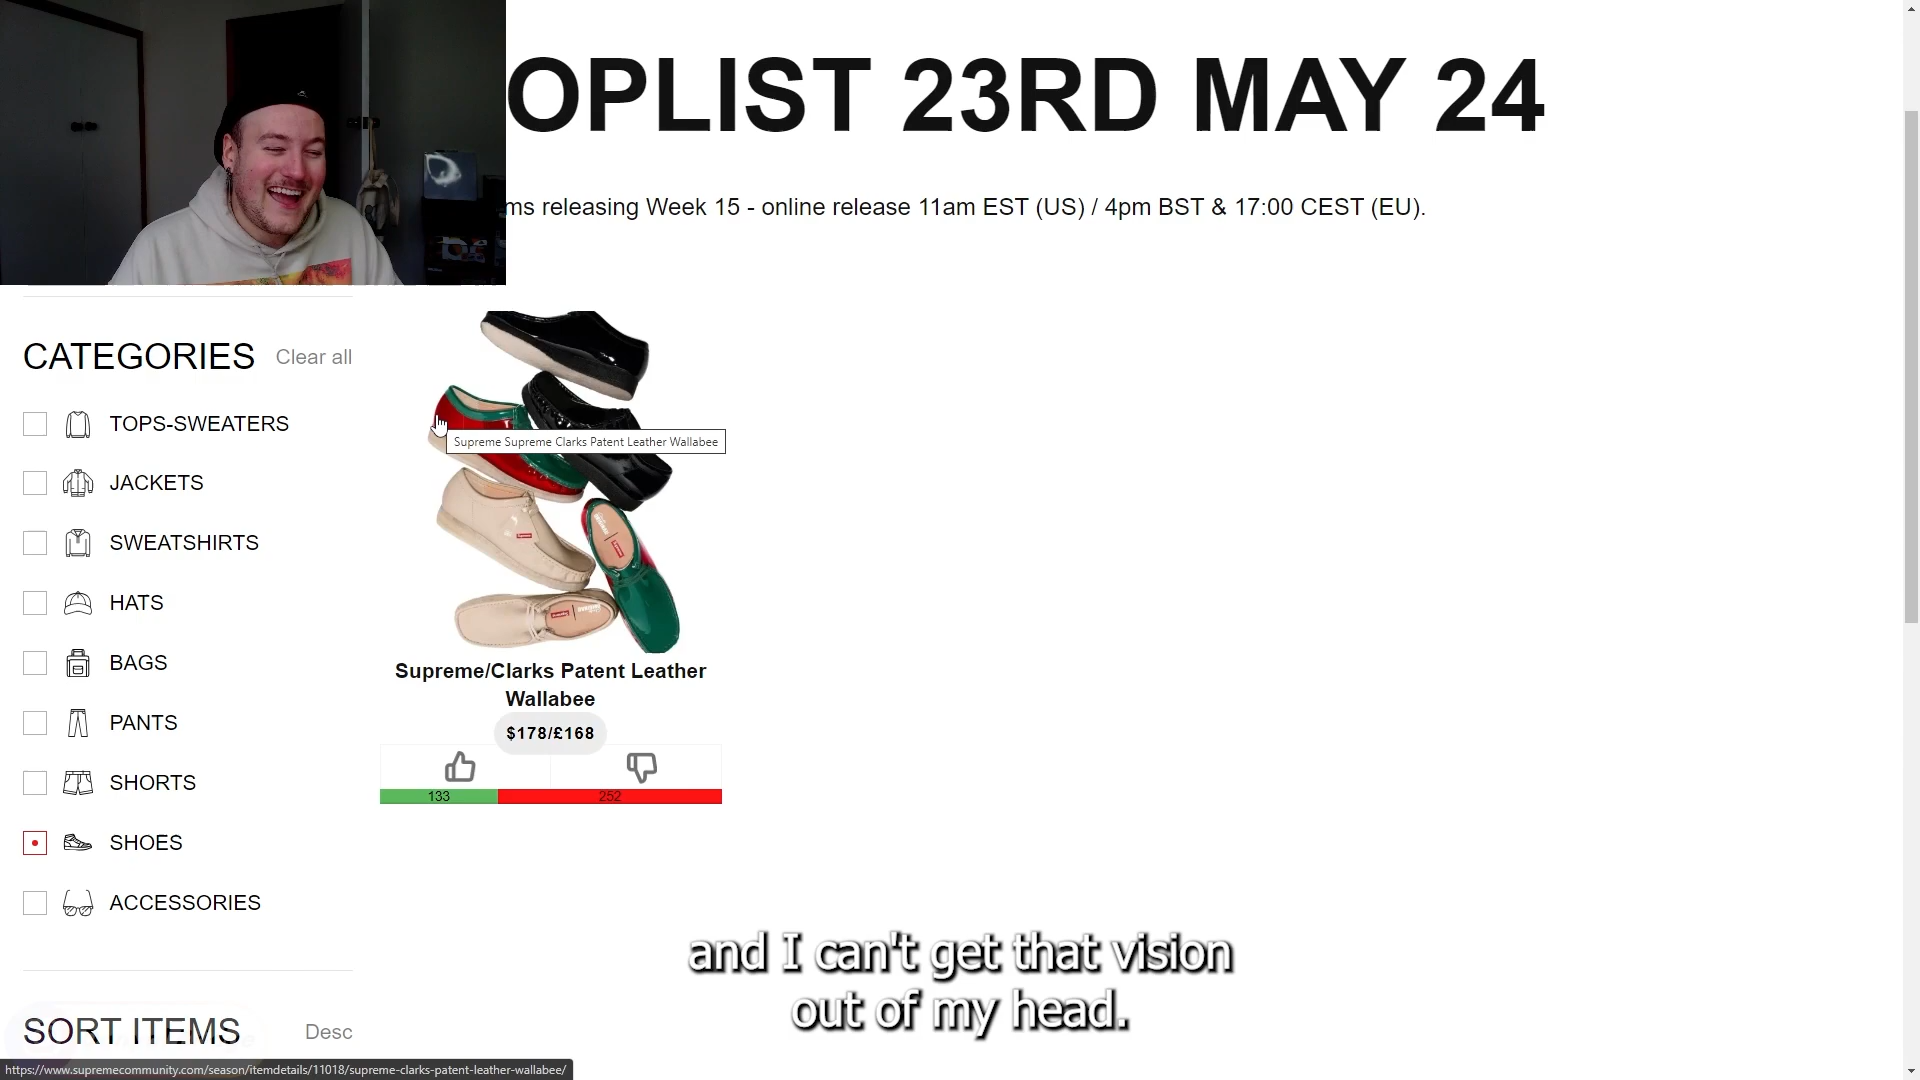 OPLIST 23RD MAY 24
ms releasing Week 15 - online release 11am EST (US) / 4pm BST & 17:00 CEST (EU).
CATEGORIES Clear all
TOPS-SWEATERS
JACKETS
SWEATSHIRTS
HATS
BAGS
PANTS
SHORTS
SHOES
ACCESSORIES
SORT ITEMS Desc
Supreme Supreme Clarks Patent Leather Wallabee
Supreme/Clarks Patent Leather
Wallabee
$178/£168
133 252
and I can't get that vision
out of my head.
https://www.supremecommunity.com/season/itemdetails/11018/supreme-clarks-patent-leather-wallabee/